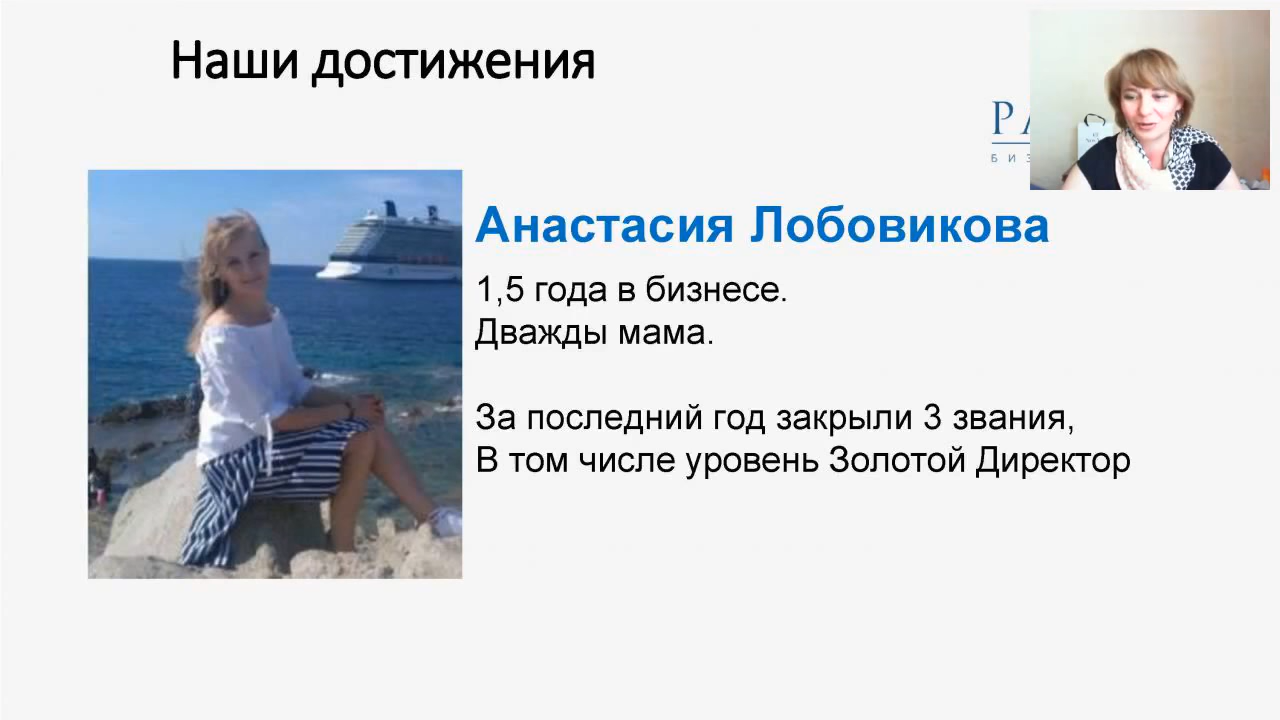 Наши достижения
Анастасия Лобовикова
1,5 года в бизнесе.
Дважды мама.
За последний год закрыли 3 звания,
В том числе уровень Золотой Директор